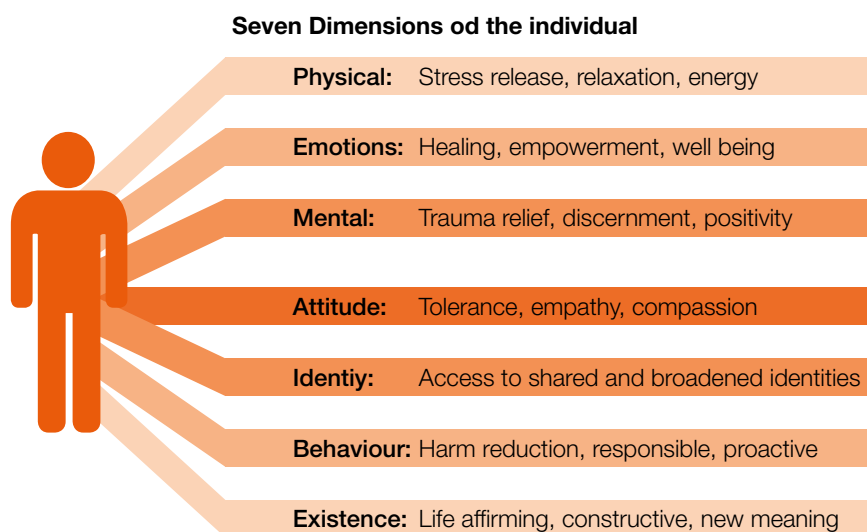 Seven Dimensions od the individual
Physical: Stress release, relaxation, energy
Emotions: Healing, empowerment, well being
Mental: Trauma relief, discernment, positivity
Attitude: Tolerance, empathy, compassion
Identiy: Access to shared and broadened identities
Behaviour: Harm reduction, responsible, proactive
Existence: Life affirming, constructive, new meaning